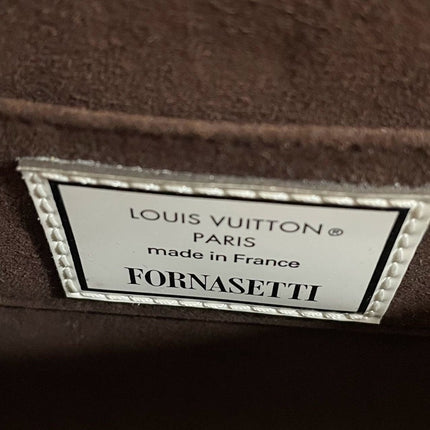 LOUIS VUITTON®
PARIS
made in France
FORNASETTI